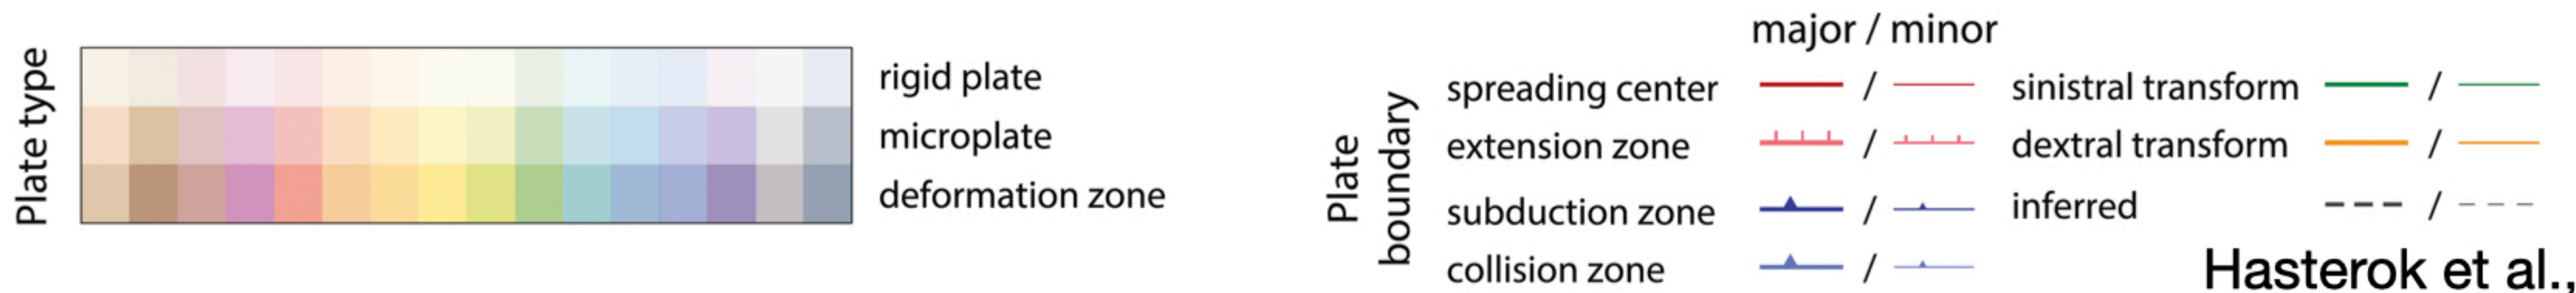 Plate type
rigid plate
microplate
deformation zone
Plate
boundary
major / minor
spreading center /
extension zone /
subduction zone /
collision zone /
sinistral transform /
dextral transform /
inferred /
Hasterok et al.,